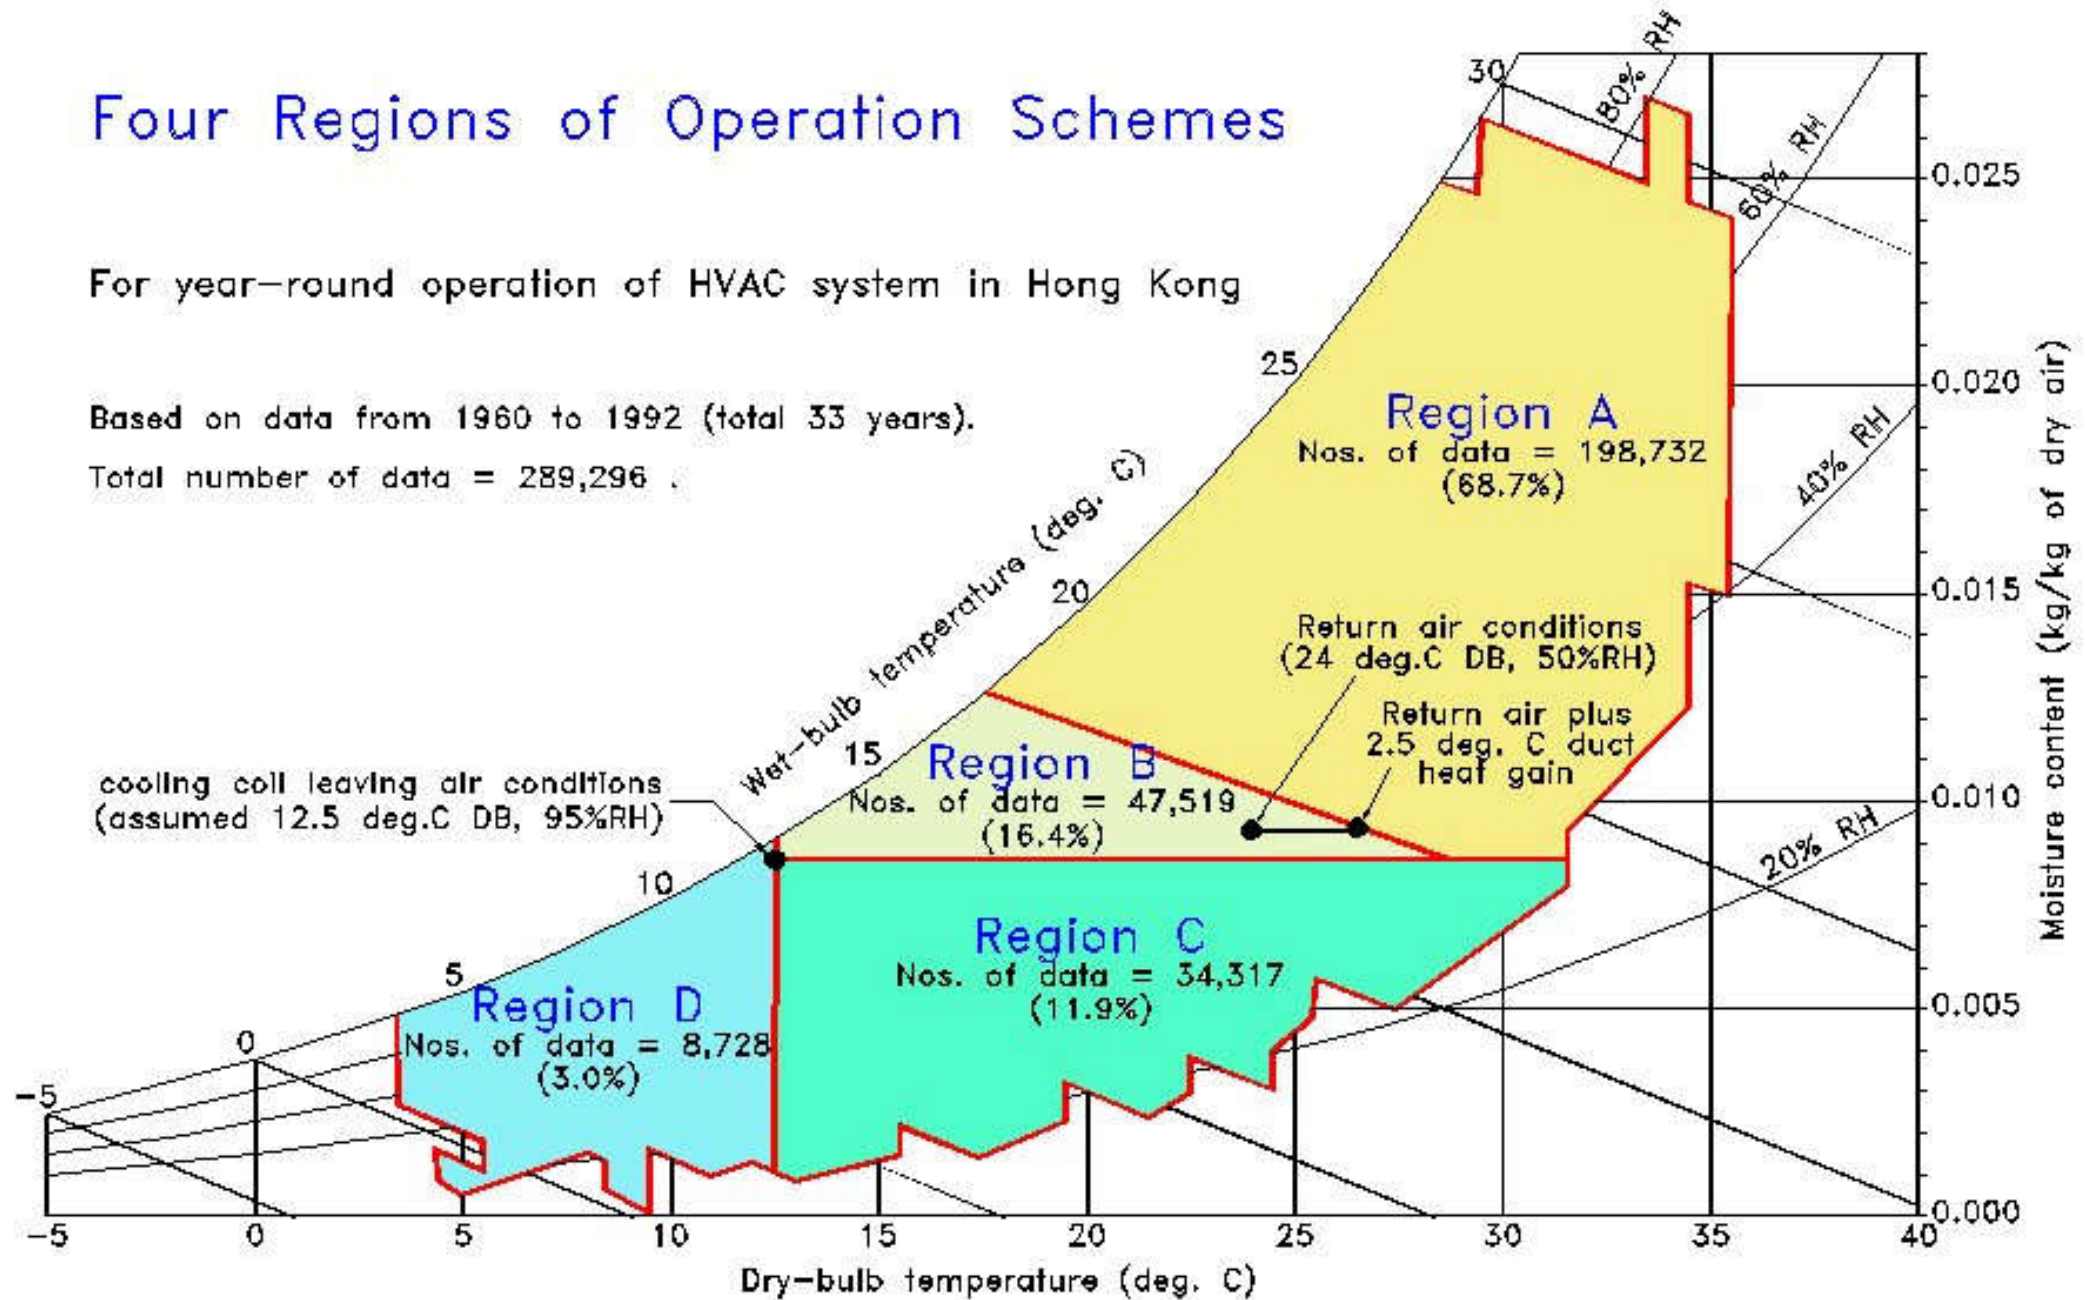 Four Regions of Operation Schemes
For year-round operation of HVAC system in Hong Kong
Based on data from 1960 to 1992 (total 33 years).
Total number of data = 289,296 .
Wet-bulb temperature (deg. C)
-5
0
5
10
15
20
25
30
80% RH
60% RH
40% RH
20% RH
Region A
Nos. of data = 198,732
(68.7%)
Return air conditions
(24 deg.C DB, 50%RH)
Return air plus
2.5 deg. C duct
heat gain
Region B
Nos. of data = 47,519
(16.4%)
cooling coil leaving air conditions
(assumed 12.5 deg.C DB, 95%RH)
Region C
Nos. of data = 34,317
(11.9%)
Region D
Nos. of data = 8,728
(3.0%)
0.025
0.020
0.015
0.010
0.005
0.000
Moisture content (kg/kg of dry air)
-5 0 5 10 15 20 25 30 35 40
Dry-bulb temperature (deg. C)